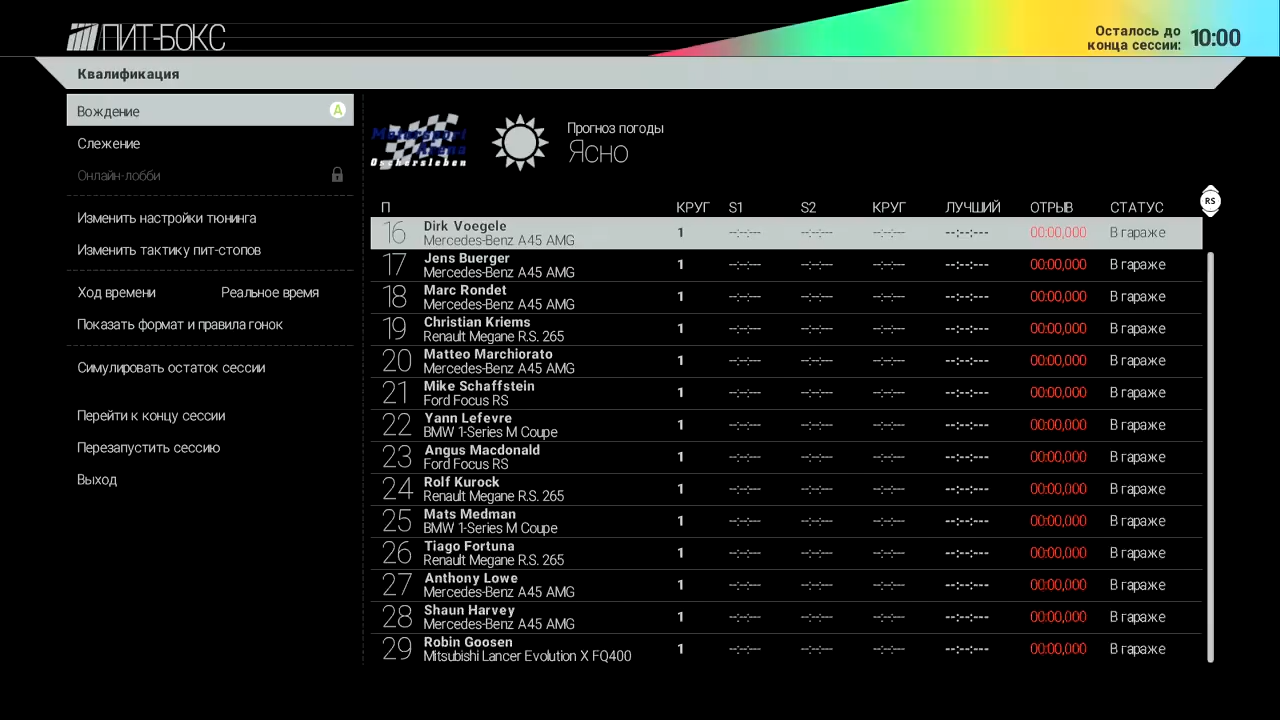 ПИТ-БОКС
Осталось до
конца сессии:
10:00
Квалификация
Вождение A
Слежение
Онлайн-лобби
Изменить настройки тюнинга
Изменить тактику пит-стопов
Ход времени Реальное время
Показать формат и правила гонок
Симулировать остаток сессии
Перейти к концу сессии
Перезапустить сессию
Выход
Motorsport
Arena
Oschersleben
Прогноз погоды
Ясно
RS
П КРУГ S1 S2 КРУГ ЛУЧШИЙ ОТРЫВ СТАТУС
16 Dirk Voegele 1 --:--:--- --:--:--- --:--:--- --:--:--- 00:00,000 В гараже
Mercedes-Benz A45 AMG
17 Jens Buerger 1 --:--:--- --:--:--- --:--:--- --:--:--- 00:00,000 В гараже
Mercedes-Benz A45 AMG
18 Marc Rondet 1 --:--:--- --:--:--- --:--:--- --:--:--- 00:00,000 В гараже
Mercedes-Benz A45 AMG
19 Christian Kriems 1 --:--:--- --:--:--- --:--:--- --:--:--- 00:00,000 В гараже
Renault Megane R.S. 265
20 Matteo Marchiorato 1 --:--:--- --:--:--- --:--:--- --:--:--- 00:00,000 В гараже
Mercedes-Benz A45 AMG
21 Mike Schaffstein 1 --:--:--- --:--:--- --:--:--- --:--:--- 00:00,000 В гараже
Ford Focus RS
22 Yann Lefevre 1 --:--:--- --:--:--- --:--:--- --:--:--- 00:00,000 В гараже
BMW 1-Series M Coupe
23 Angus Macdonald 1 --:--:--- --:--:--- --:--:--- --:--:--- 00:00,000 В гараже
Ford Focus RS
24 Rolf Kurock 1 --:--:--- --:--:--- --:--:--- --:--:--- 00:00,000 В гараже
Renault Megane R.S. 265
25 Mats Medman 1 --:--:--- --:--:--- --:--:--- --:--:--- 00:00,000 В гараже
BMW 1-Series M Coupe
26 Tiago Fortuna 1 --:--:--- --:--:--- --:--:--- --:--:--- 00:00,000 В гараже
Renault Megane R.S. 265
27 Anthony Lowe 1 --:--:--- --:--:--- --:--:--- --:--:--- 00:00,000 В гараже
Mercedes-Benz A45 AMG
28 Shaun Harvey 1 --:--:--- --:--:--- --:--:--- --:--:--- 00:00,000 В гараже
Mercedes-Benz A45 AMG
29 Robin Goosen 1 --:--:--- --:--:--- --:--:--- --:--:--- 00:00,000 В гараже
Mitsubishi Lancer Evolution X FQ400